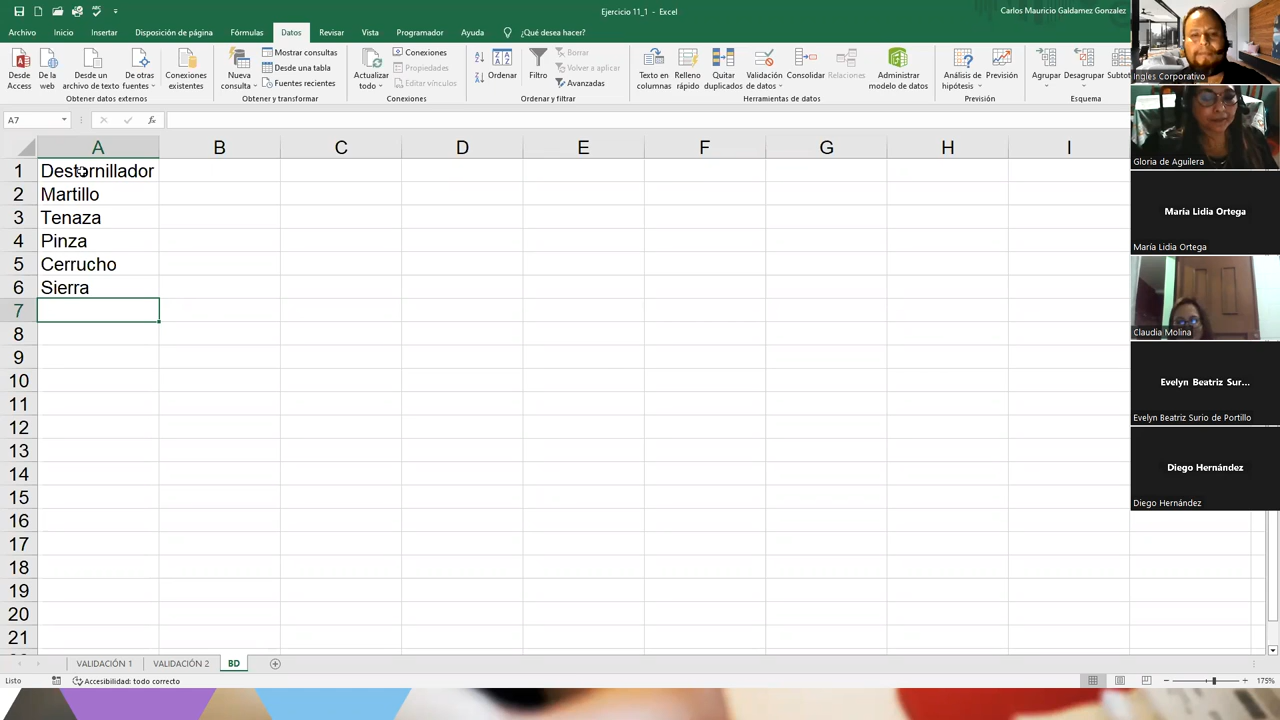 Ejercicio 11_1 - Excel
Carlos Mauricio Galdamez Gonzalez
Archivo Inicio Insertar Disposición de página Fórmulas Datos Revisar Vista Programador Ayuda ¿Qué desea hacer?
Desde Access
De la web
Desde un archivo de texto
De otras fuentes
Conexiones existentes
Obtener datos externos
Nueva consulta
Mostrar consultas
Desde una tabla
Fuentes recientes
Obtener y transformar
Actualizar todo
Conexiones
Propiedades
Editar
Conexiones
Ordenar
Filtro
Borrar
Volver a aplicar
Avanzadas
Ordenar y filtrar
Texto en columnas
Relleno rápido
Quitar duplicados
Validación de datos
Consolidar
Relaciones
Administrar modelo de datos
Herramientas de datos
Análisis de hipótesis
Previsión
Previsión
Agrupar
Desagrupar
Subtot
Esquema
A7
fx
A B C D E F G H I
1 Destornillador
2 Martillo
3 Tenaza
4 Pinza
5 Cerrucho
6 Sierra
7
8
9
10
11
12
13
14
15
16
17
18
19
20
21
VALIDACIÓN 1 VALIDACIÓN 2 BD
Listo
Accesibilidad: todo correcto
175%
Ingles Corporativo
Gloria de Aguilera
María Lidia Ortega
María Lidia Ortega
Claudia Molina
Evelyn Beatriz Sur...
Evelyn Beatriz Surio de Portillo
Diego Hernández
Diego Hernández